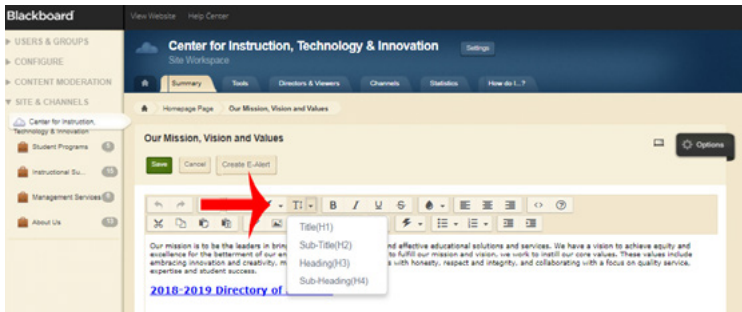 Blackboard
View Website Help Center
USERS & GROUPS
CONFIGURE
CONTENT MODERATION
SITE & CHANNELS
Center for Instruction,
Technology & Innovation
Student Programs
Instructional Su...
Management Services
About Us
Center for Instruction, Technology & Innovation Settings
Site Workspace
Summary Tools Directors & Viewers Channels Statistics How do I...?
Homepage Page Our Mission, Vision and Values
Our Mission, Vision and Values
Options
Save Cancel Create E-Alert
Title(H1)
Sub-Title(H2)
Heading(H3)
Sub-Heading(H4)
Our mission is to be the leaders in and effective educational solutions and services. We have a vision to achieve equity and
excellence for the betterment of our to fulfill our mission and vision, we work to instill our core values. These values include
embracing innovation and creativity, with honesty, respect and integrity, and collaborating with a focus on quality service,
expertise and student success.
2018-2019 Directory of